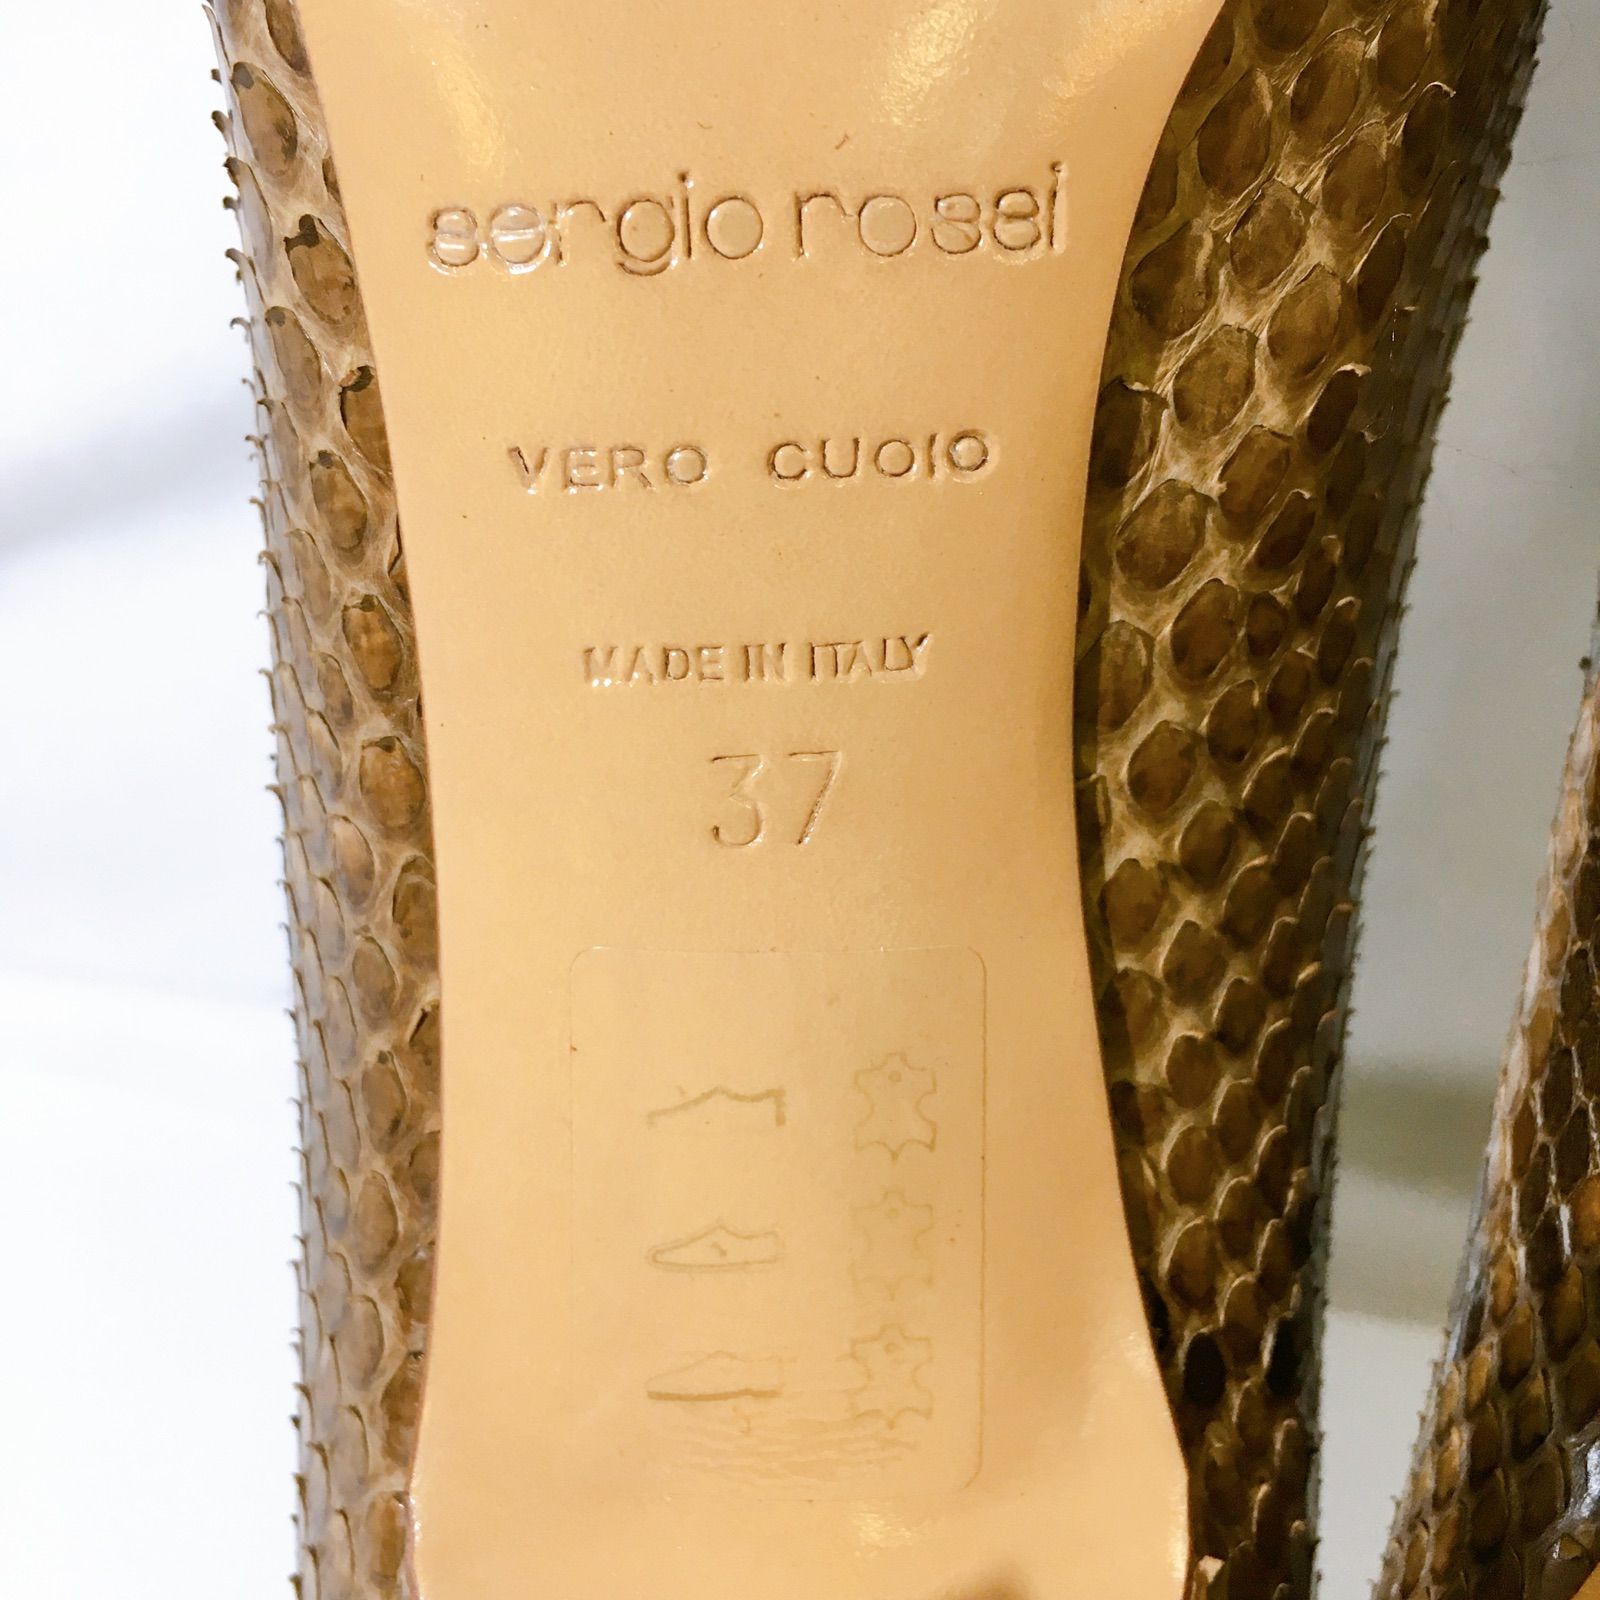 sergio rossi
VERO CUOIO
MADE IN ITALY
37